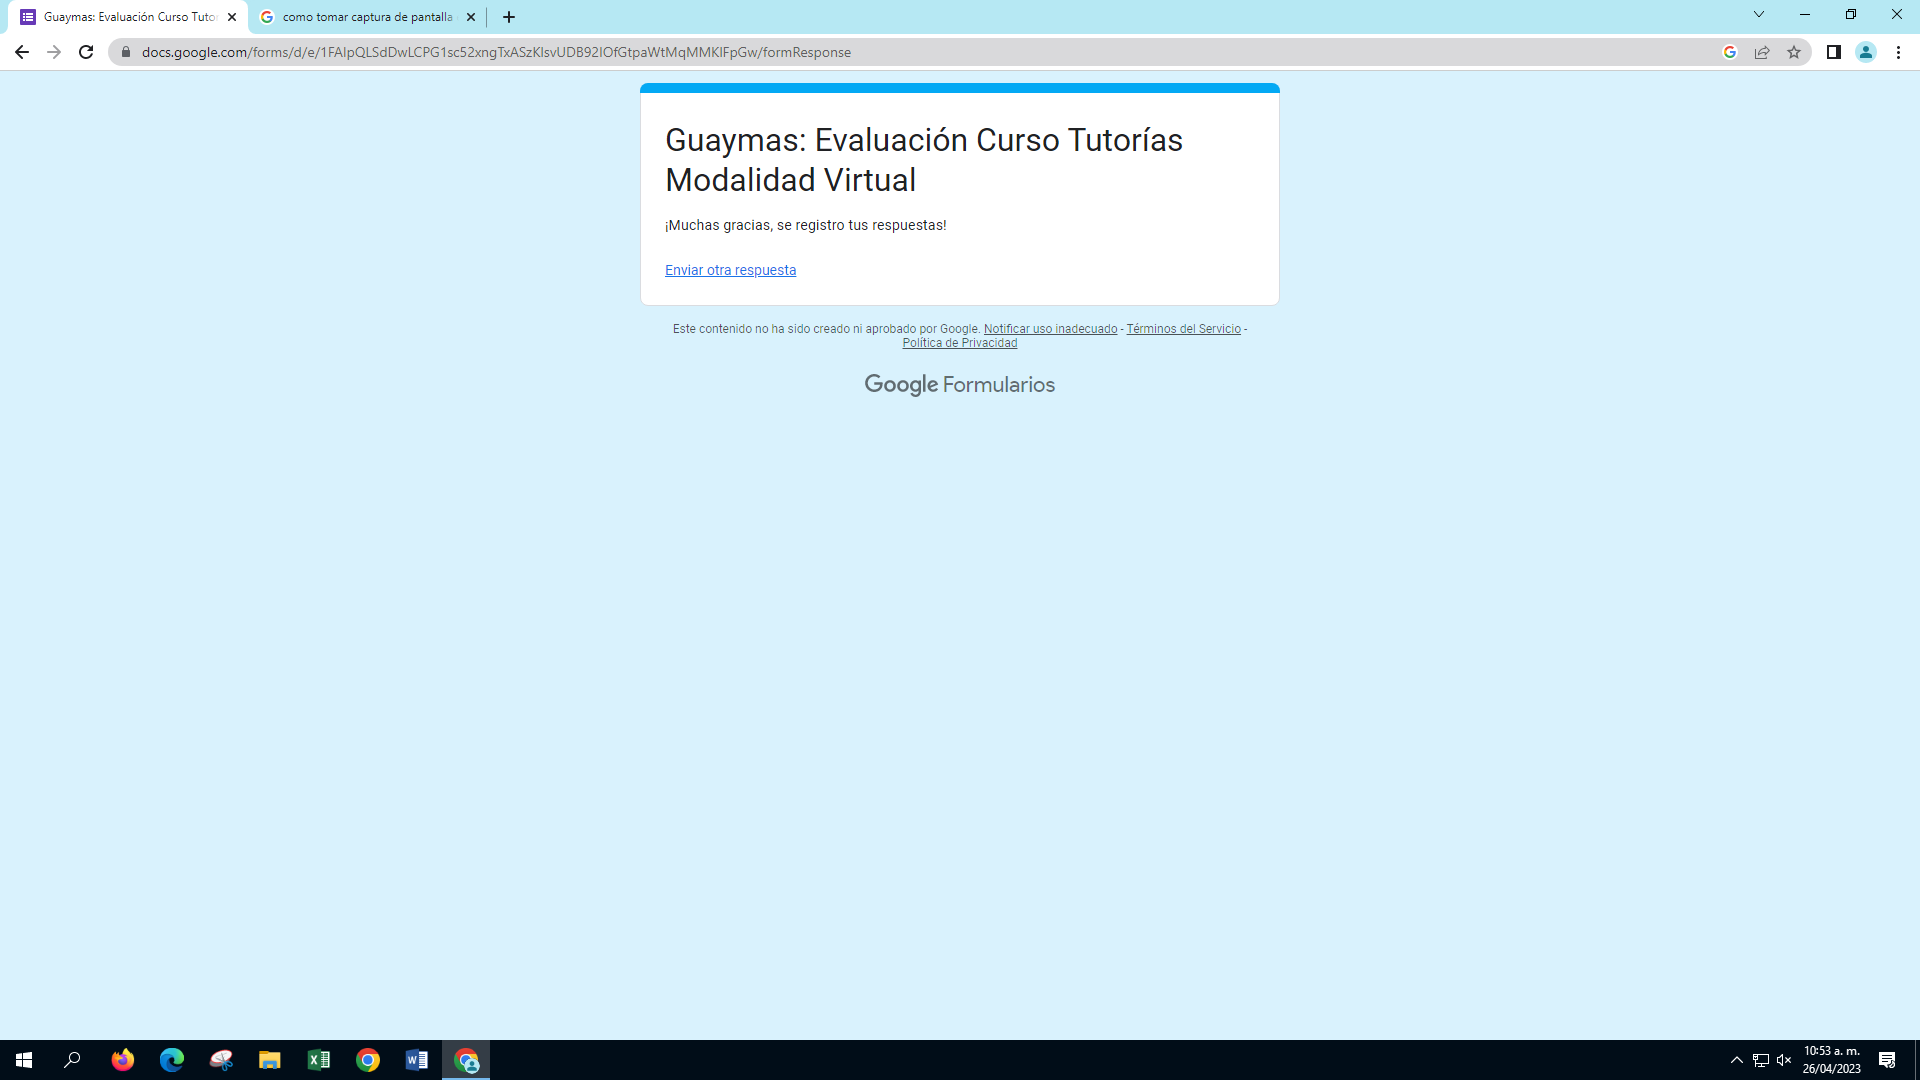 Guaymas: Evaluación Curso Tutor
como tomar captura de pantalla
docs.google.com/forms/d/e/1FAIpQLSdDwLCPG1sc52xngTxASzKIsvUDB92IOfGtpaWtMqMMKIFpGw/formResponse
Guaymas: Evaluación Curso Tutorías
Modalidad Virtual
¡Muchas gracias, se registro tus respuestas!
Enviar otra respuesta
Este contenido no ha sido creado ni aprobado por Google. Notificar uso inadecuado - Términos del Servicio -
Política de Privacidad
Google Formularios
10:53 a. m.
26/04/2023